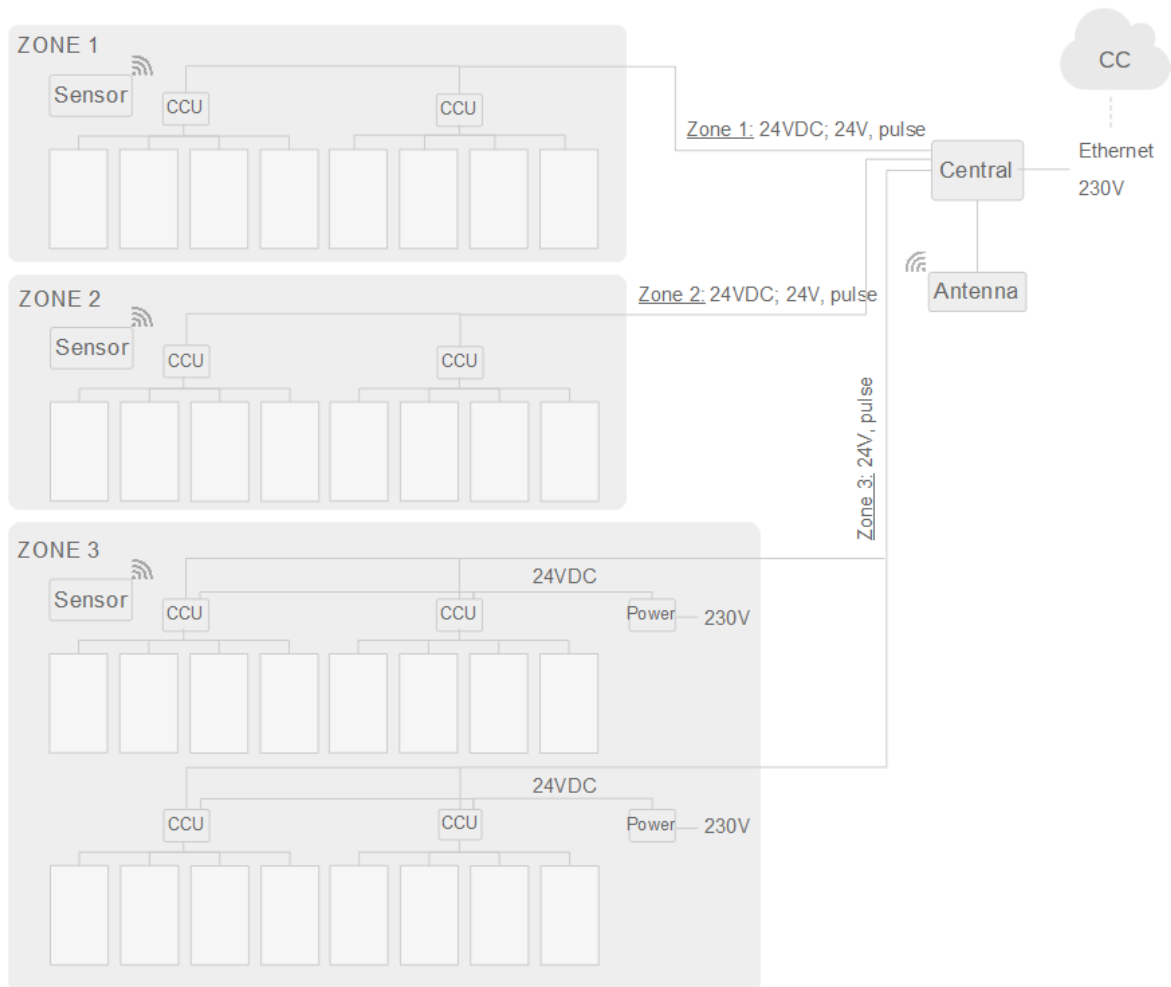 ZONE 1
Sensor
CCU
CCU
Zone 1: 24VDC; 24V, pulse
CC
Ethernet
230V
Central
Antenna
ZONE 2
Sensor
CCU
CCU
Zone 2: 24VDC; 24V, pulse
Zone 3: 24V, pulse
ZONE 3
Sensor
CCU
CCU
24VDC
Power
230V
CCU
CCU
24VDC
Power
230V